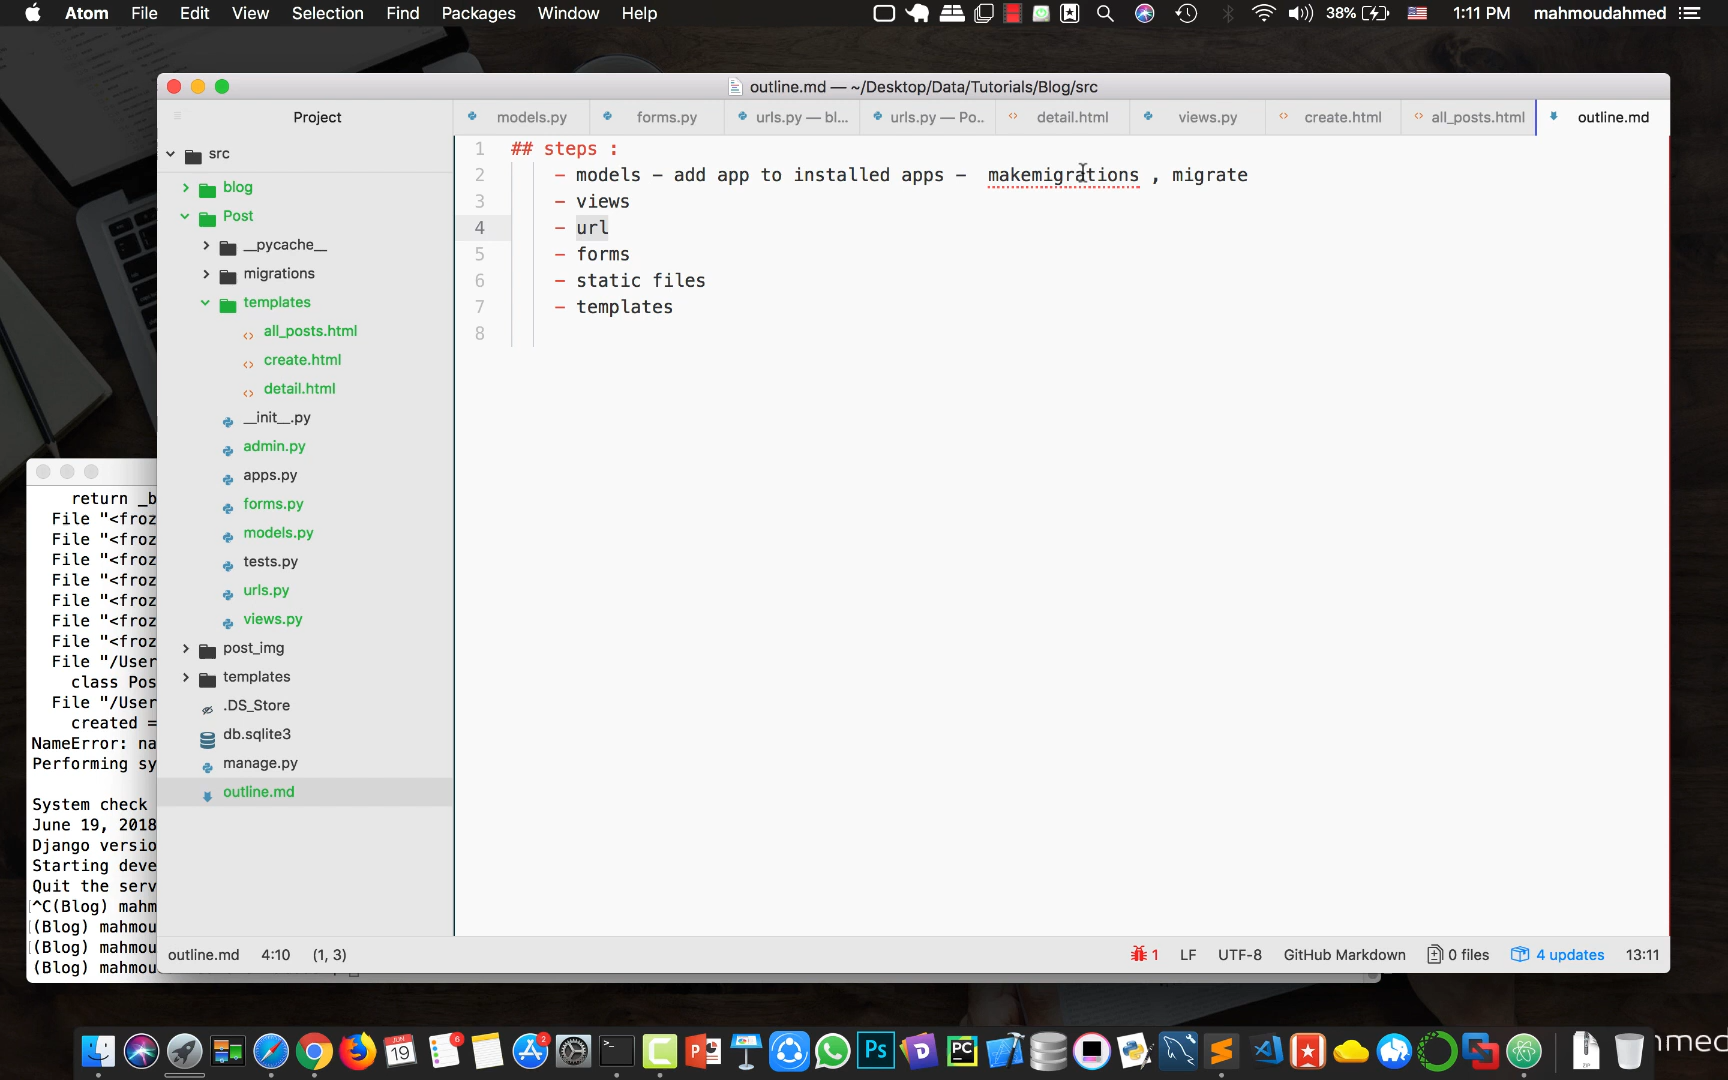 Atom File Edit View Selection Find Packages Window Help 38% 1:11 PM mahmoudahmed
outline.md — ~/Desktop/Data/Tutorials/Blog/src
Project
models.py forms.py urls.py — bl... urls.py — Po... detail.html views.py create.html all_posts.html outline.md
src
blog
Post
__pycache__
migrations
templates
all_posts.html
create.html
detail.html
__init__.py
admin.py
apps.py
forms.py
models.py
tests.py
urls.py
views.py
post_img
templates
.DS_Store
db.sqlite3
manage.py
outline.md
1 ## steps :
2 - models - add app to installed apps - makemigrations , migrate
3 - views
4 - url
5 - forms
6 - static files
7 - templates
8
return _b
File "<froz
File "<froz
File "<froz
File "<froz
File "<froz
File "<froz
File "<froz
File "/User
class Pos
File "/User
created =
NameError: na
Performing sy
System check
June 19, 2018
Django versio
Starting deve
Quit the serv
^C(Blog) mahm
(Blog) mahmou
(Blog) mahmou
(Blog) mahmou
outline.md 4:10 (1, 3) 1 LF UTF-8 GitHub Markdown 0 files 4 updates 13:11
19 6 2 Ps PC ZIP